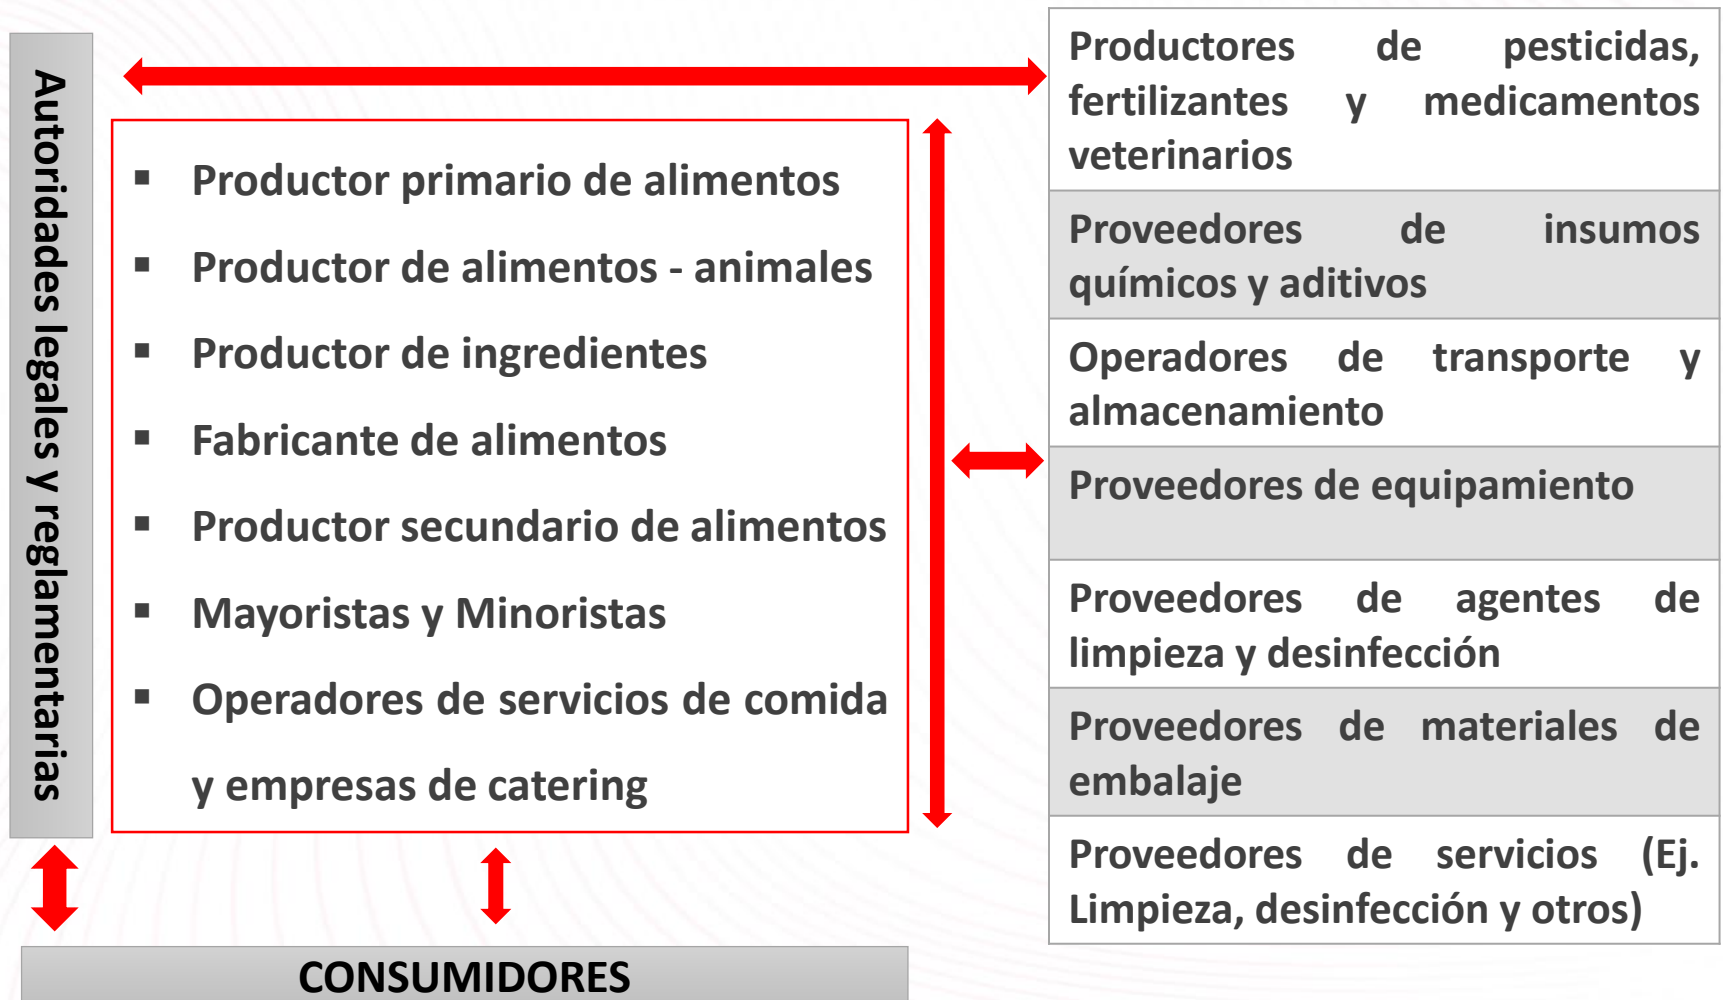 Autoridades legales y reglamentarias
Productor primario de alimentos
Productor de alimentos - animales
Productor de ingredientes
Fabricante de alimentos
Productor secundario de alimentos
Mayoristas y Minoristas
Operadores de servicios de comida
y empresas de catering
Productores de pesticidas,
fertilizantes y medicamentos
veterinarios
Proveedores de insumos
químicos y aditivos
Operadores de transporte y
almacenamiento
Proveedores de equipamiento
Proveedores de agentes de
limpieza y desinfección
Proveedores de materiales de
embalaje
Proveedores de servicios (Ej.
Limpieza, desinfección y otros)
CONSUMIDORES